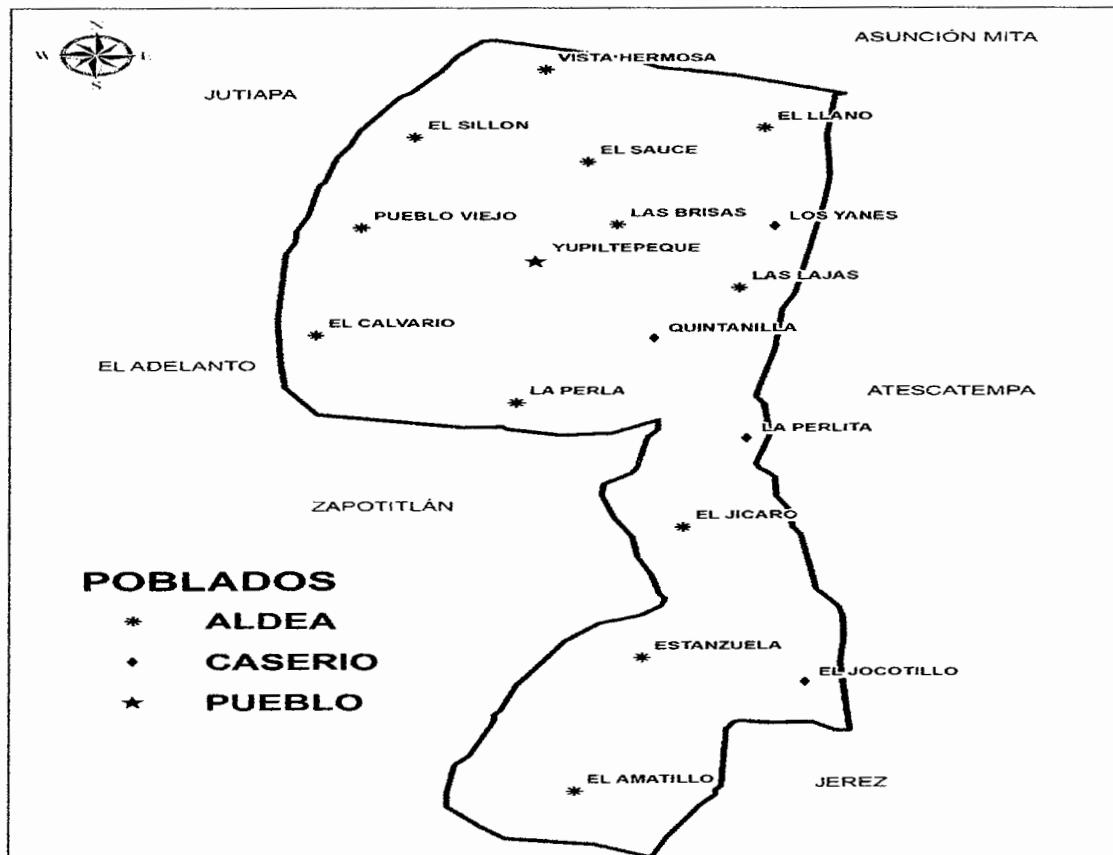 N
W E
S
ASUNCIÓN MITA
JUTIAPA
VISTA HERMOSA
EL SILLON
EL LLANO
EL SAUCE
PUEBLO VIEJO
LAS BRISAS
LOS YANES
YUPILTEPEQUE
LAS LAJAS
EL CALVARIO
QUINTANILLA
EL ADELANTO
LA PERLA
ATESCATEMPA
LA PERLITA
ZAPOTITLÁN
EL JICARO
POBLADOS
ALDEA
CASERIO
PUEBLO
ESTANZUELA
EL JOCOTILLO
EL AMATILLO
JEREZ